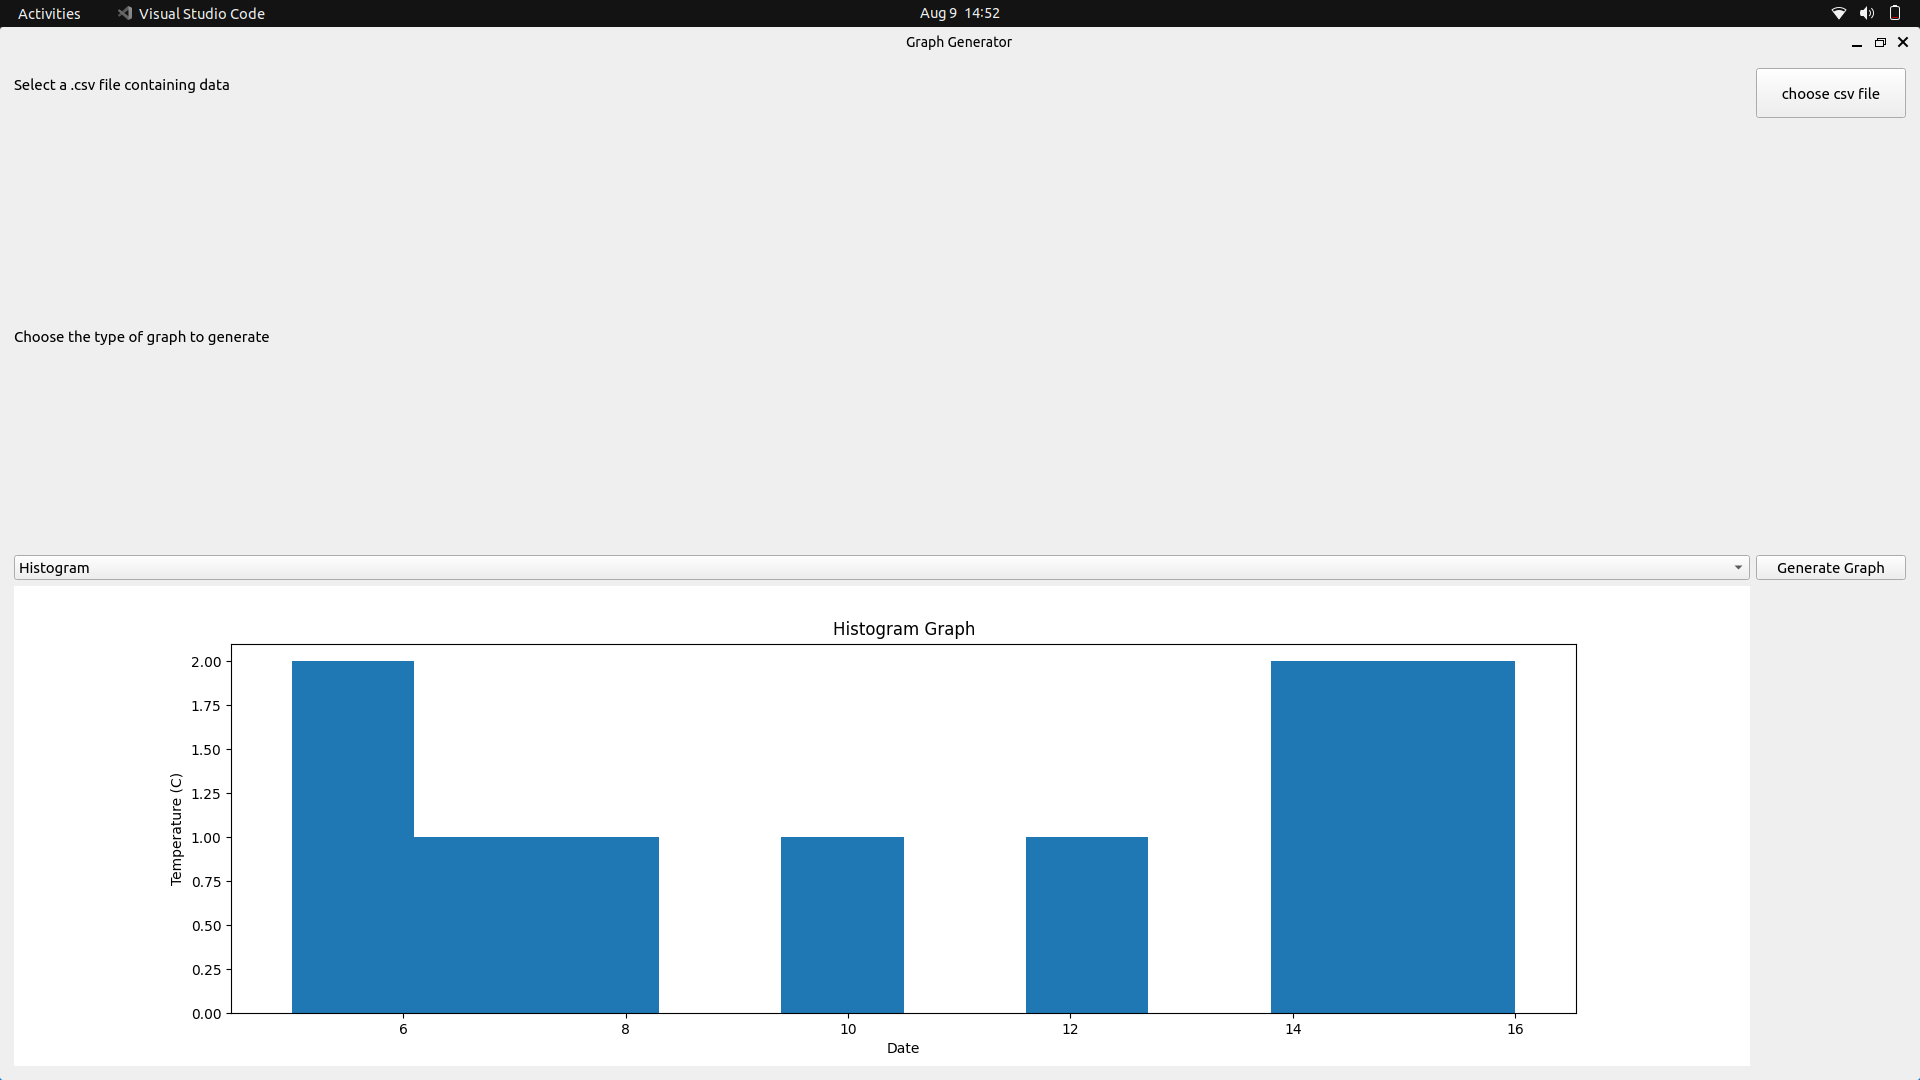 Activities
Visual Studio Code
Aug 9 14:52
Graph Generator
Select a .csv file containing data
choose csv file
Choose the type of graph to generate
Histogram
Generate Graph
Histogram Graph
2.00
1.75
1.50
1.25
1.00
0.75
0.50
0.25
0.00
Temperature (C)
6 8 10 12 14 16
Date